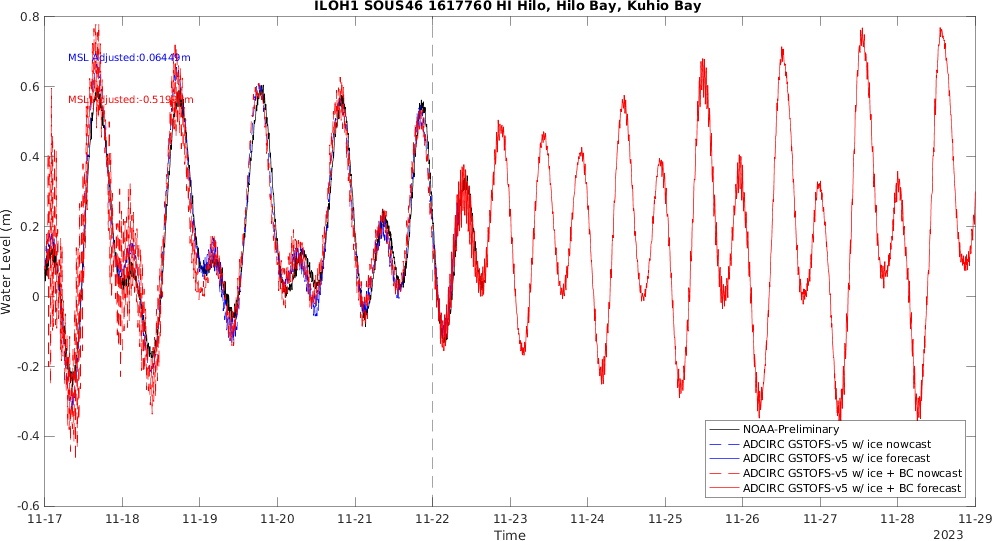 ILOH1 SOUS46 1617760 HI Hilo, Hilo Bay, Kuhio Bay
0.8
MSL Adjusted:0.06449m
0.6
MSL Adjusted:-0.519
0.4
Water Level (m)
0.2
0
-0.2
-0.4
-0.6
NOAA-Preliminary
ADCIRC GSTOFS-v5 w/ ice nowcast
ADCIRC GSTOFS-v5 w/ ice forecast
ADCIRC GSTOFS-v5 w/ ice + BC nowcast
ADCIRC GSTOFS-v5 w/ ice + BC forecast
11-17 11-18 11-19 11-20 11-21 11-22 11-23 11-24 11-25 11-26 11-27 11-28 11-29
Time
2023